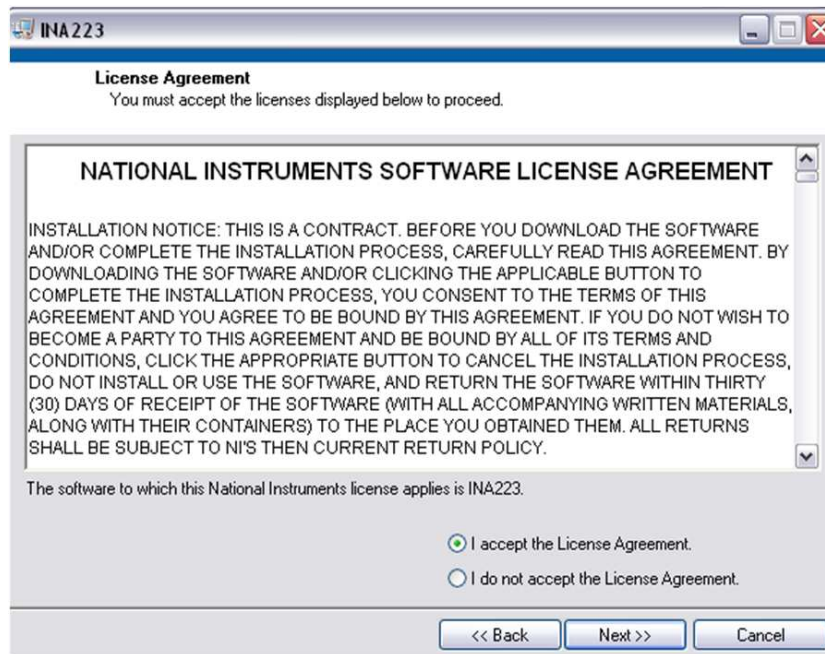 INA223
License Agreement
You must accept the licenses displayed below to proceed.
NATIONAL INSTRUMENTS SOFTWARE LICENSE AGREEMENT
INSTALLATION NOTICE: THIS IS A CONTRACT. BEFORE YOU DOWNLOAD THE SOFTWARE
AND/OR COMPLETE THE INSTALLATION PROCESS, CAREFULLY READ THIS AGREEMENT. BY
DOWNLOADING THE SOFTWARE AND/OR CLICKING THE APPLICABLE BUTTON TO
COMPLETE THE INSTALLATION PROCESS, YOU CONSENT TO THE TERMS OF THIS
AGREEMENT AND YOU AGREE TO BE BOUND BY THIS AGREEMENT. IF YOU DO NOT WISH TO
BECOME A PARTY TO THIS AGREEMENT AND BE BOUND BY ALL OF ITS TERMS AND
CONDITIONS, CLICK THE APPROPRIATE BUTTON TO CANCEL THE INSTALLATION PROCESS,
DO NOT INSTALL OR USE THE SOFTWARE, AND RETURN THE SOFTWARE WITHIN THIRTY
(30) DAYS OF RECEIPT OF THE SOFTWARE (WITH ALL ACCOMPANYING WRITTEN MATERIALS,
ALONG WITH THEIR CONTAINERS) TO THE PLACE YOU OBTAINED THEM. ALL RETURNS
SHALL BE SUBJECT TO NI'S THEN CURRENT RETURN POLICY.
The software to which this National Instruments license applies is INA223.
I accept the License Agreement.
I do not accept the License Agreement.
<< Back Next >> Cancel